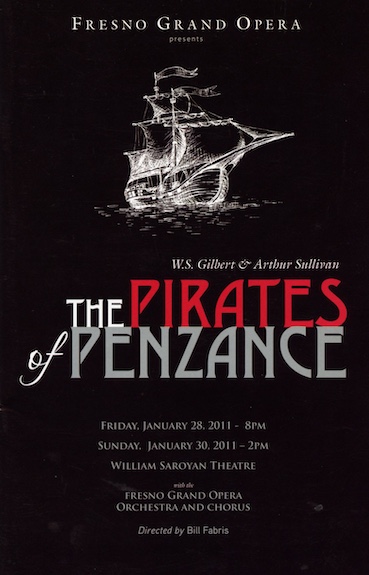 FRESNO GRAND OPERA
presents
W.S. Gilbert & Arthur Sullivan
THE PIRATES
of PENZANCE
FRIDAY, JANUARY 28, 2011 - 8PM
SUNDAY, JANUARY 30, 2011 – 2PM
WILLIAM SAROYAN THEATRE
with the
FRESNO GRAND OPERA
ORCHESTRA AND CHORUS
Directed by Bill Fabris